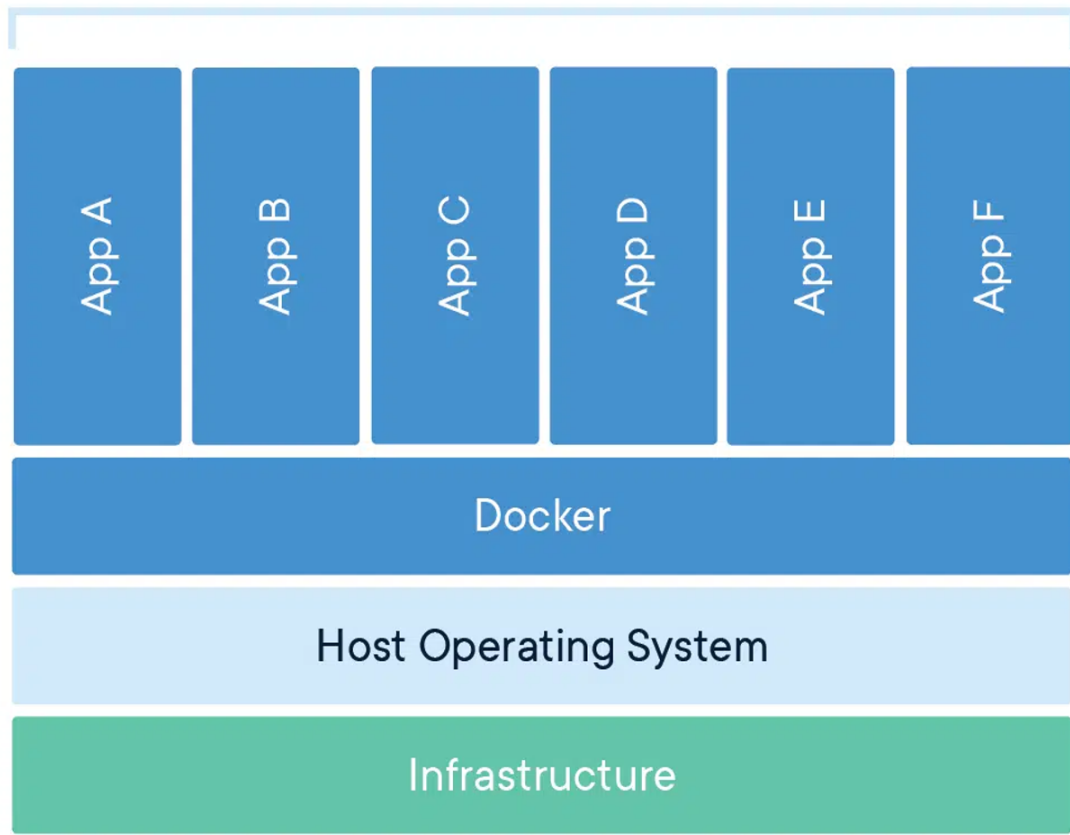 App A
App B
App C
App D
App E
App F
Docker
Host Operating System
Infrastructure